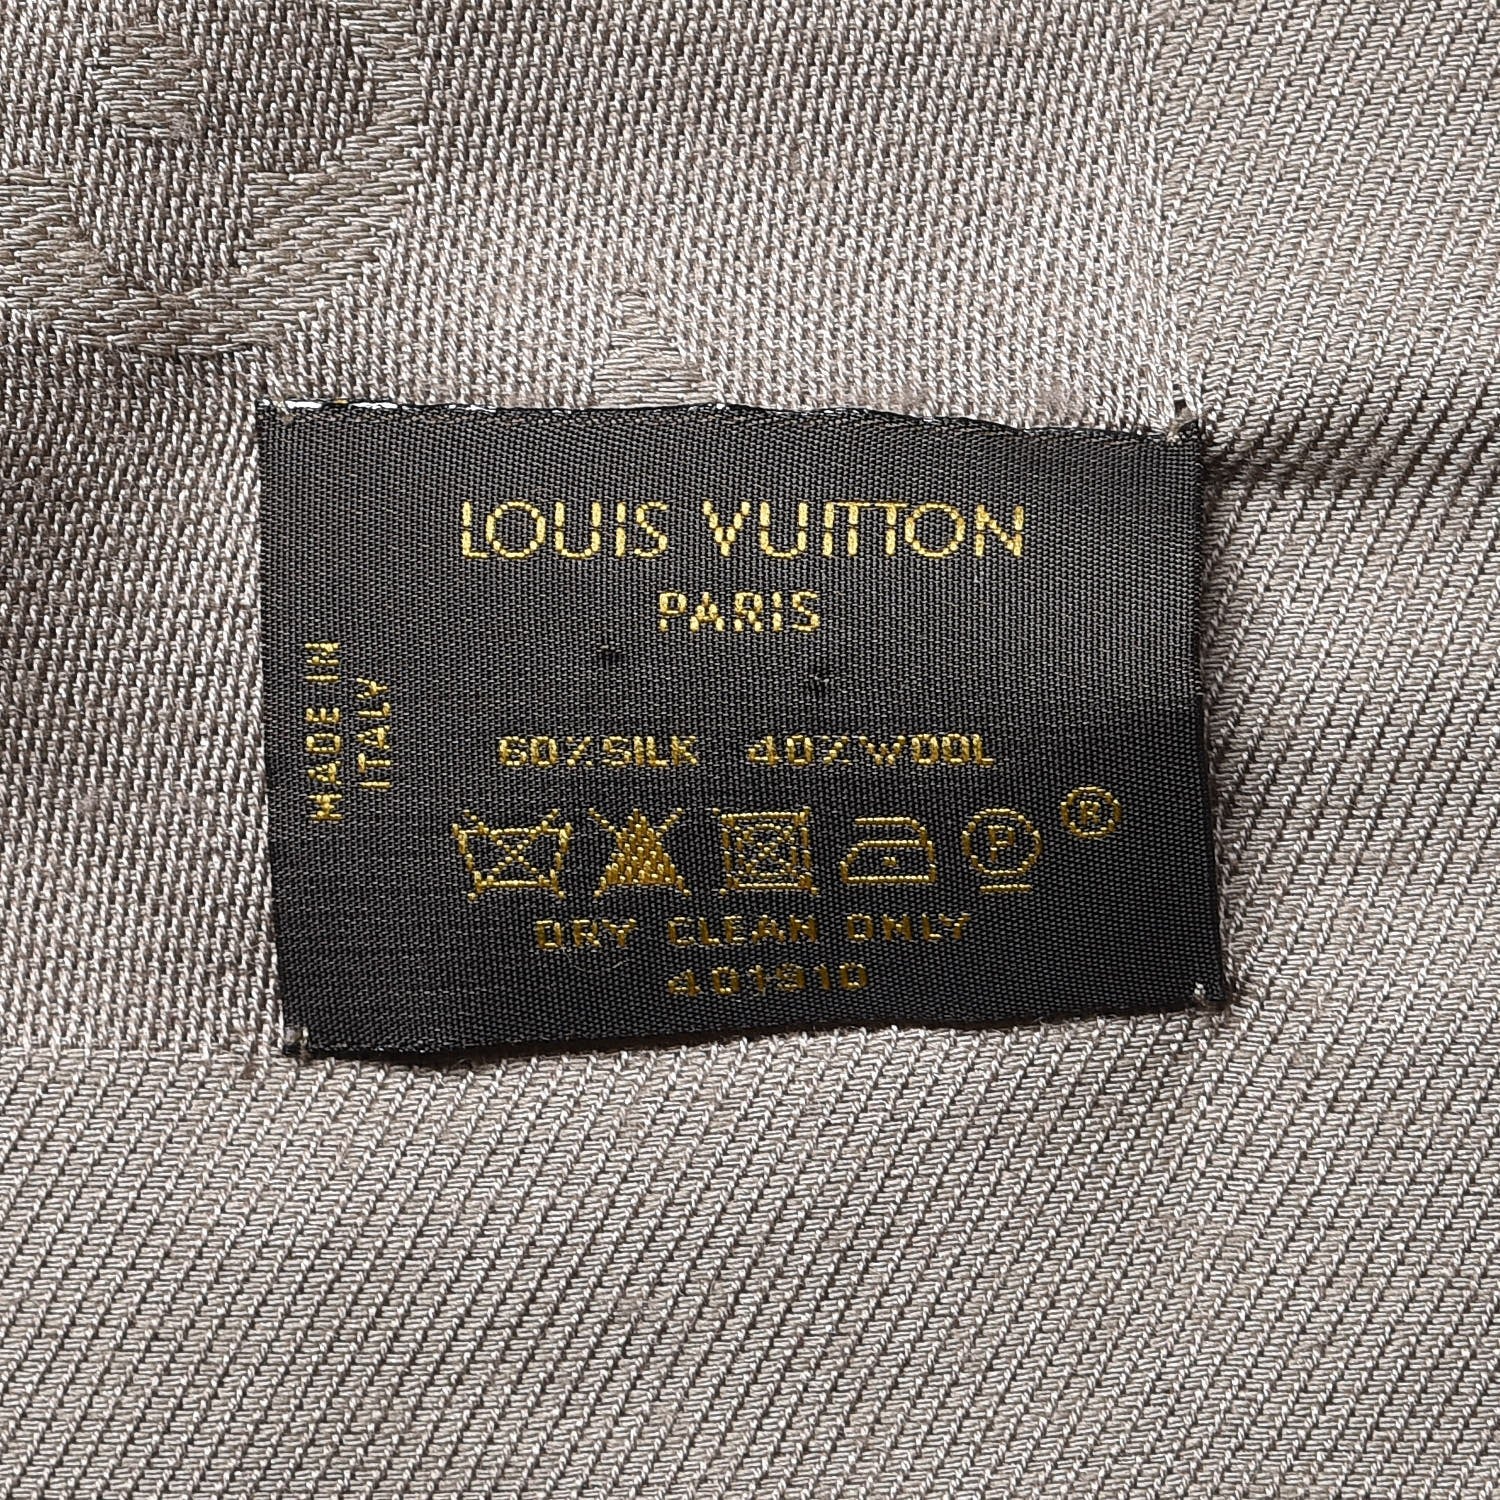 LOUIS VUITTON
PARIS
MADE IN
ITALY
60% SILK 40% WOOL
P
®
DRY CLEAN ONLY
401910